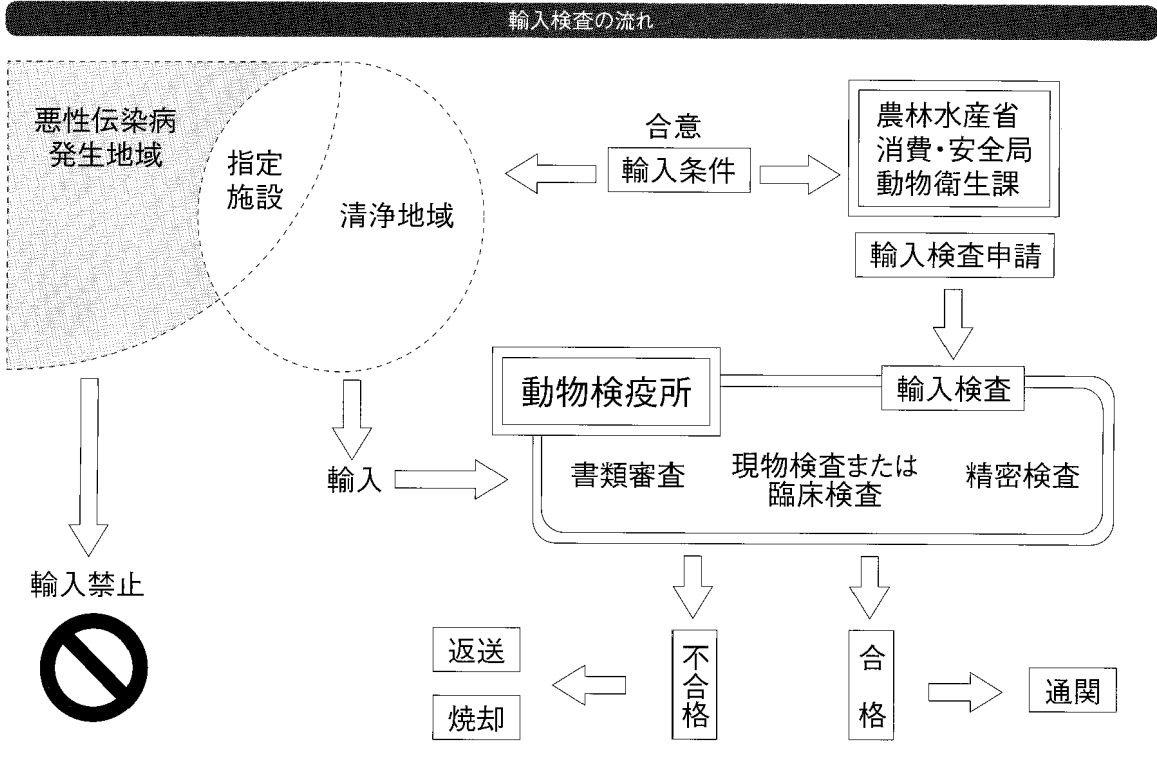 輸入検査の流れ
悪性伝染病
発生地域
指定
施設
清浄地域
合意
輸入条件
農林水産省
消費・安全局
動物衛生課
輸入検査申請
動物検疫所
輸入検査
輸入
書類審査
現物検査または
臨床検査
精密検査
輸入禁止
返送
焼却
不合格
合格
通関